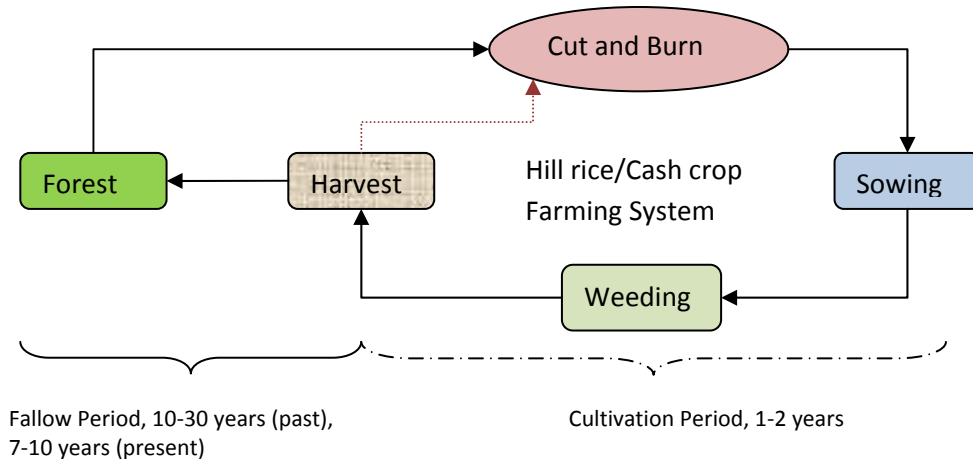 Cut and Burn
Forest
Harvest
Hill rice/Cash crop
Farming System
Sowing
Weeding
Fallow Period, 10-30 years (past),
7-10 years (present)
Cultivation Period, 1-2 years